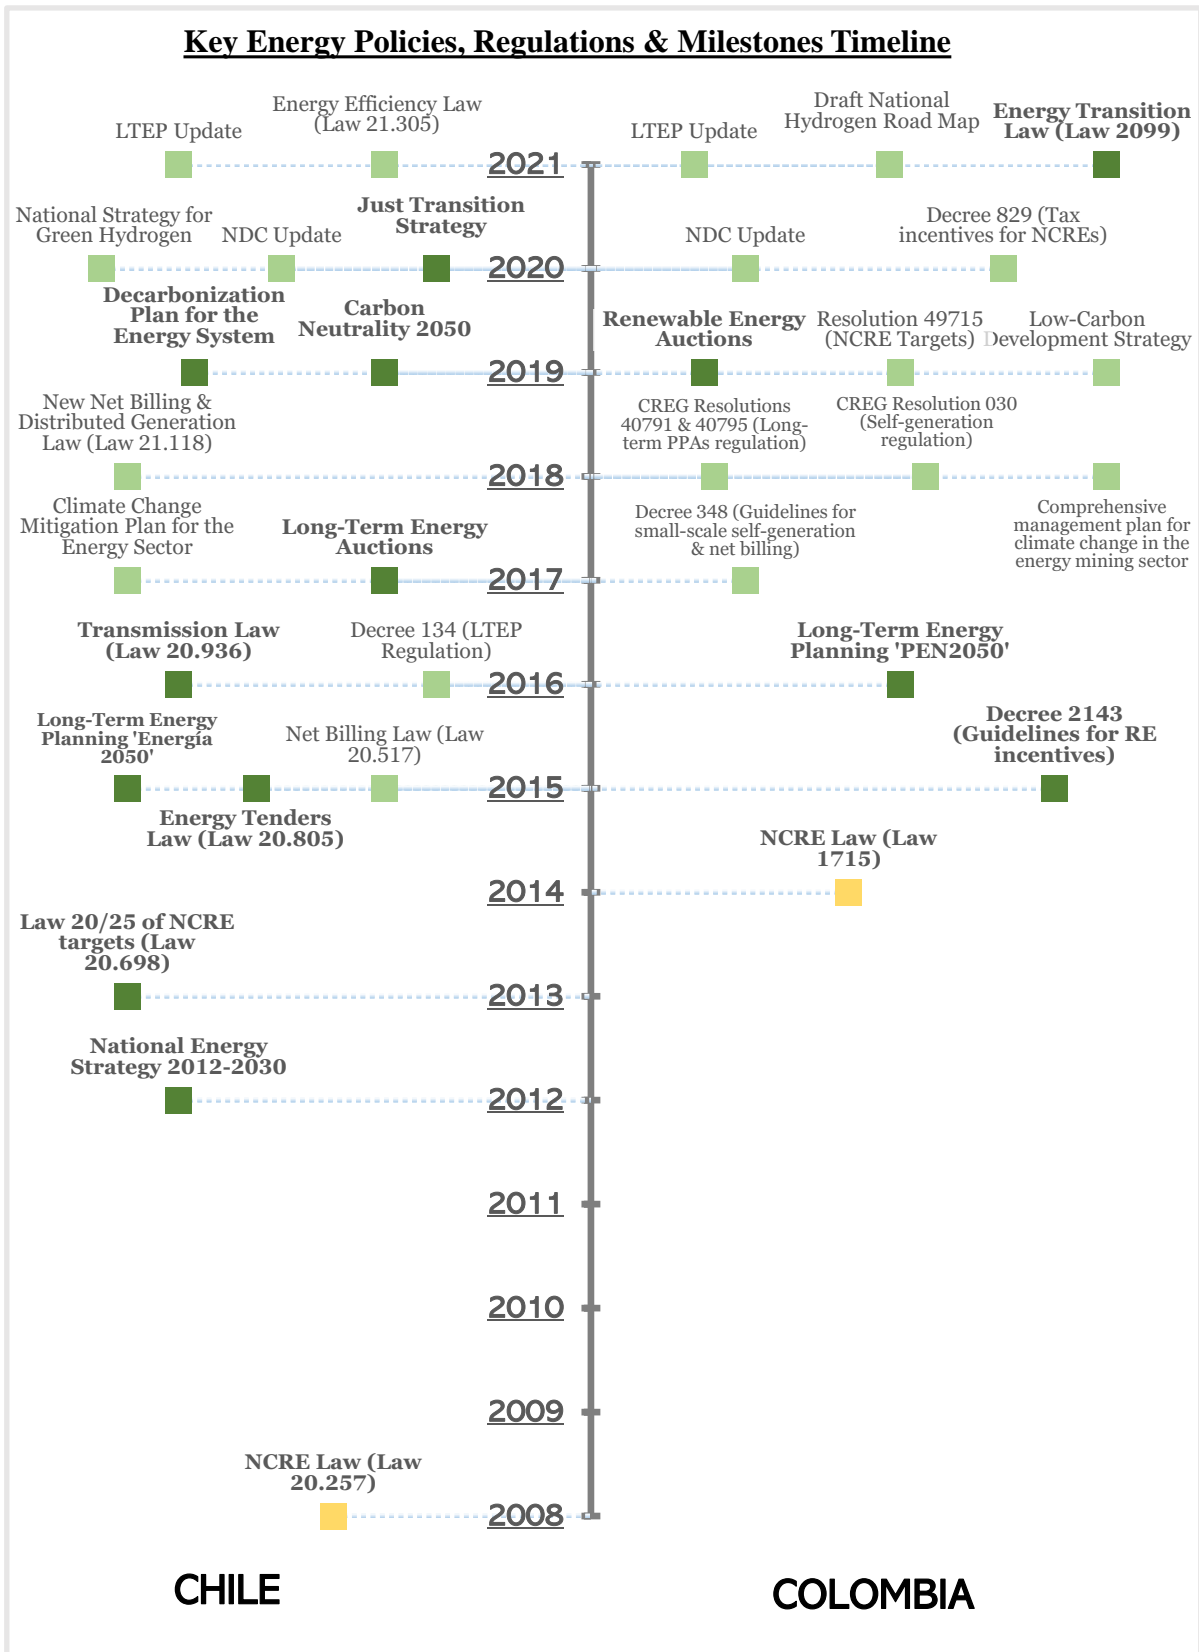 Key Energy Policies, Regulations & Milestones Timeline
LTEP Update
Energy Efficiency Law
(Law 21.305)
2021
LTEP Update
Draft National
Hydrogen Road Map
Energy Transition
Law (Law 2099)
National Strategy for
Green Hydrogen
NDC Update
Just Transition
Strategy
2020
NDC Update
Decree 829 (Tax
incentives for NCREs)
Decarbonization
Plan for the
Energy System
Carbon
Neutrality 2050
2019
Renewable Energy
Auctions
Resolution 49715
(NCRE Targets)
Low-Carbon
Development Strategy
New Net Billing &
Distributed Generation
Law (Law 21.118)
2018
CREG Resolutions
40791 & 40795 (Long-
term PPAs regulation)
CREG Resolution 030
(Self-generation
regulation)
Comprehensive
management plan for
climate change in the
energy mining sector
Climate Change
Mitigation Plan for the
Energy Sector
Long-Term Energy
Auctions
2017
Decree 348 (Guidelines for
small-scale self-generation
& net billing)
Transmission Law
(Law 20.936)
Decree 134 (LTEP
Regulation)
2016
Long-Term Energy
Planning 'PEN2050'
Long-Term Energy
Planning 'Energía
2050'
Energy Tenders
Law (Law 20.805)
Net Billing Law (Law
20.517)
2015
Decree 2143
(Guidelines for RE
incentives)
2014
NCRE Law (Law
1715)
Law 20/25 of NCRE
targets (Law
20.698)
2013
National Energy
Strategy 2012-2030
2012
2011
2010
2009
NCRE Law (Law
20.257)
2008
CHILE
COLOMBIA